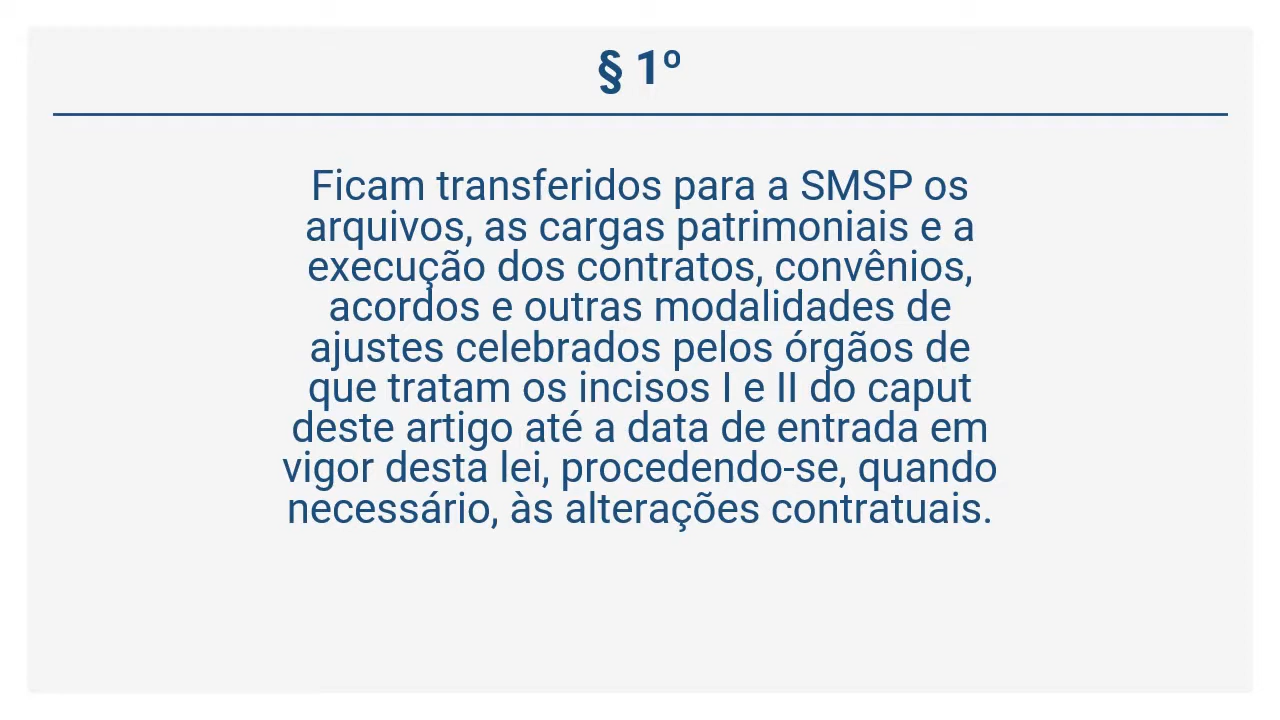 § 1º
Ficam transferidos para a SMSP os
arquivos, as cargas patrimoniais e a
execução dos contratos, convênios,
acordos e outras modalidades de
ajustes celebrados pelos órgãos de
que tratam os incisos I e II do caput
deste artigo até a data de entrada em
vigor desta lei, procedendo-se, quando
necessário, às alterações contratuais.